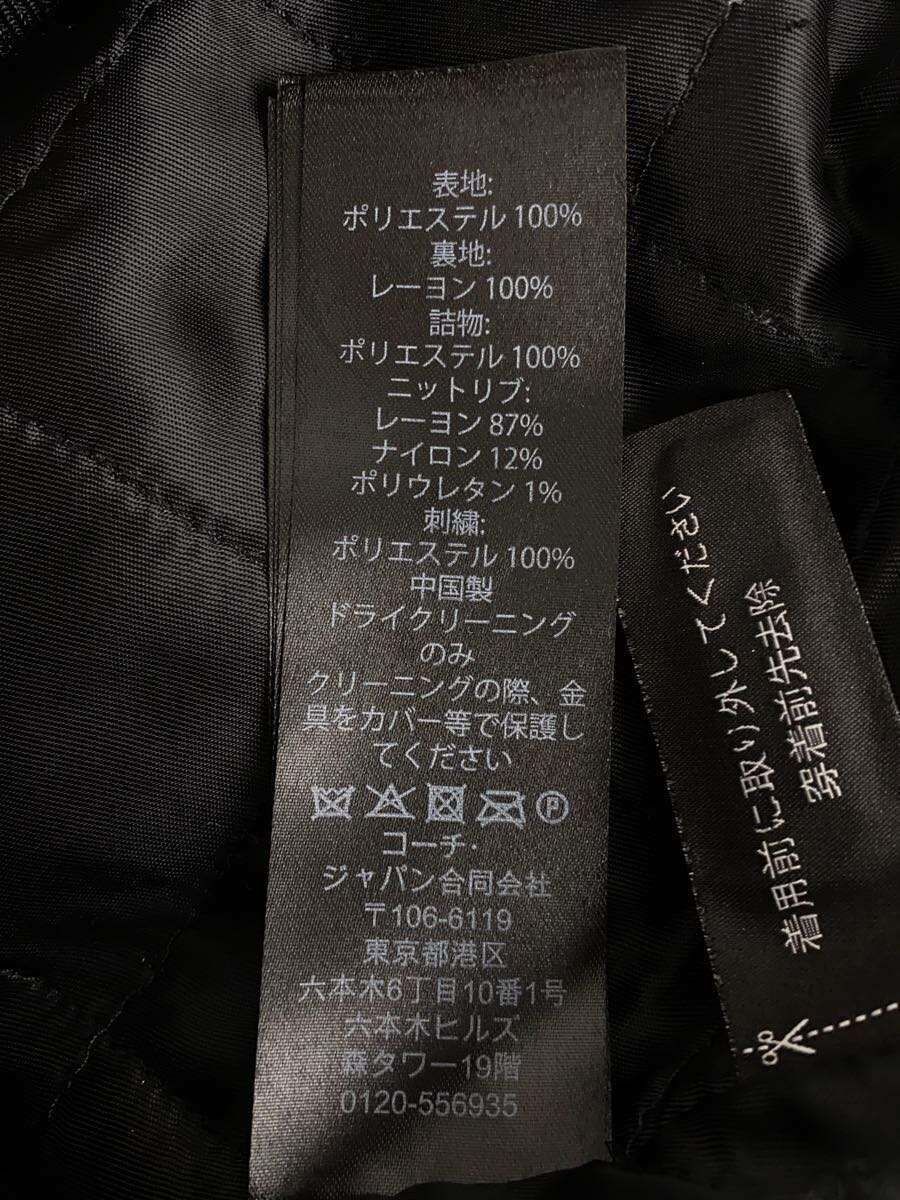 表地:
ポリエステル 100%
裏地:
レーヨン 100%
詰物:
ポリエステル 100%
ニットリブ:
レーヨン 87%
ナイロン 12%
ポリウレタン 1%
刺繍:
ポリエステル 100%
中国製
ドライクリーニング
のみ
クリーニングの際、金
具をカバー等で保護し
てください
P
コーチ・
ジャパン合同会社
〒106-6119
東京都港区
六本木6丁目10番1号
六本木ヒルズ
森タワー19階
0120-556935
着用前に取り外してください
穿着前先去除